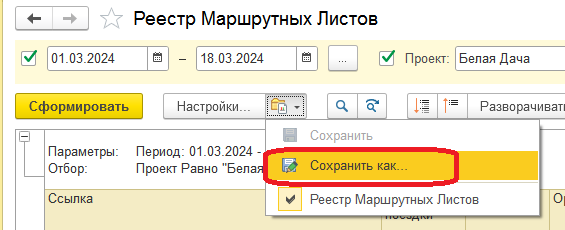 Реестр Маршрутных Листов
01.03.2024 – 18.03.2024 ... Проект: Белая Дача
Сформировать Настройки... Разворачиват
Сохранить
Параметры: Период: 01.03.2024 -
Сохранить как...
Отбор: Проект Равно "Белая
Реестр Маршрутных Листов
Ссылка
поездки